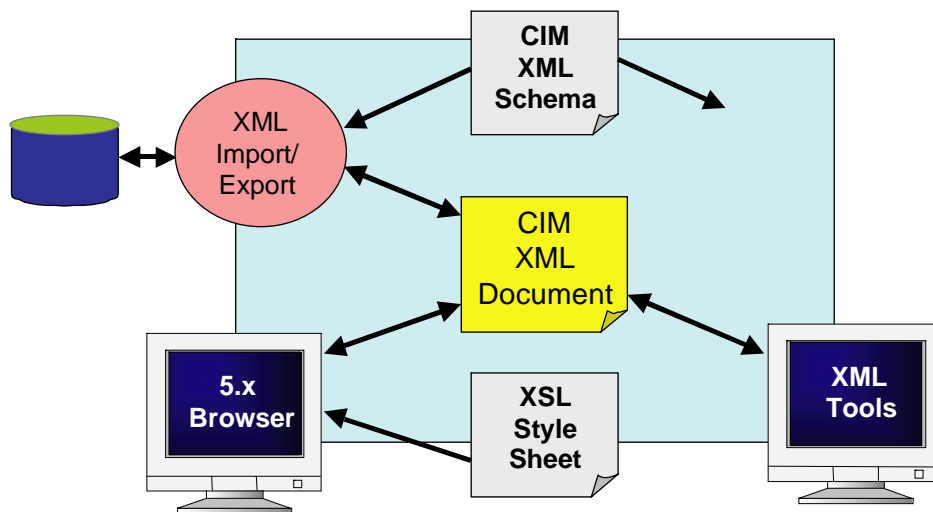 CIM
XML
Schema
XML
Import/
Export
CIM
XML
Document
5.x
Browser
XML
Tools
XSL
Style
Sheet